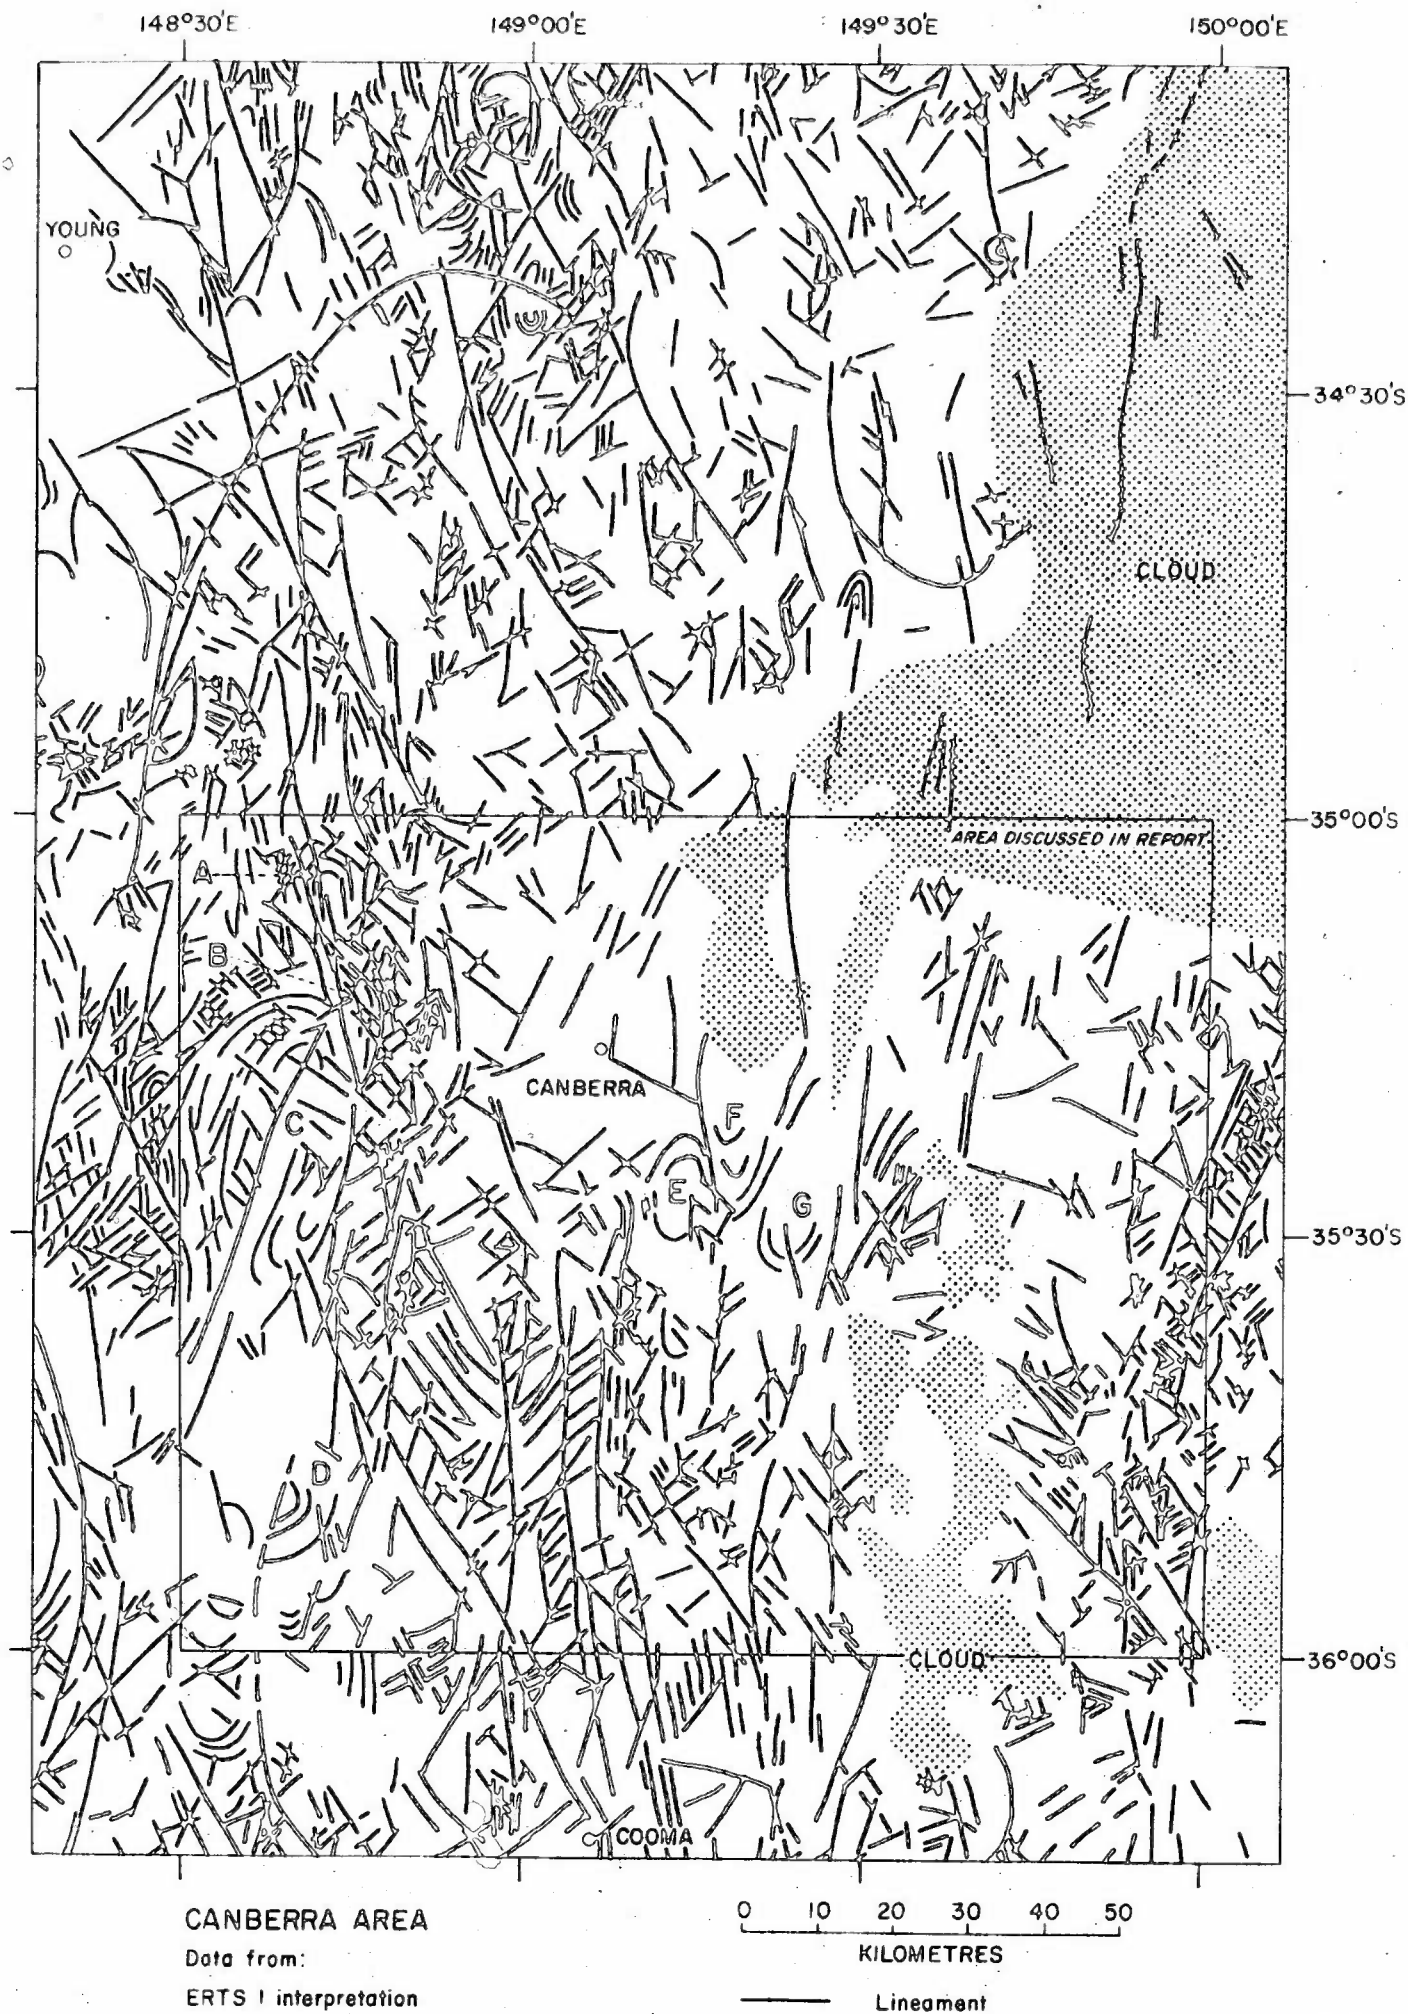 148°30'E
149°00'E
149°30'E
150°00'E
YOUNG
34°30'S
CLOUD
35°00'S
AREA DISCUSSED IN REPORT
A
B
CANBERRA
C
F
E
G
35°30'S
D
CLOUD
36°00'S
COOMA
CANBERRA AREA
Data from:
ERTS I interpretation
0 10 20 30 40 50
KILOMETRES
Lineament